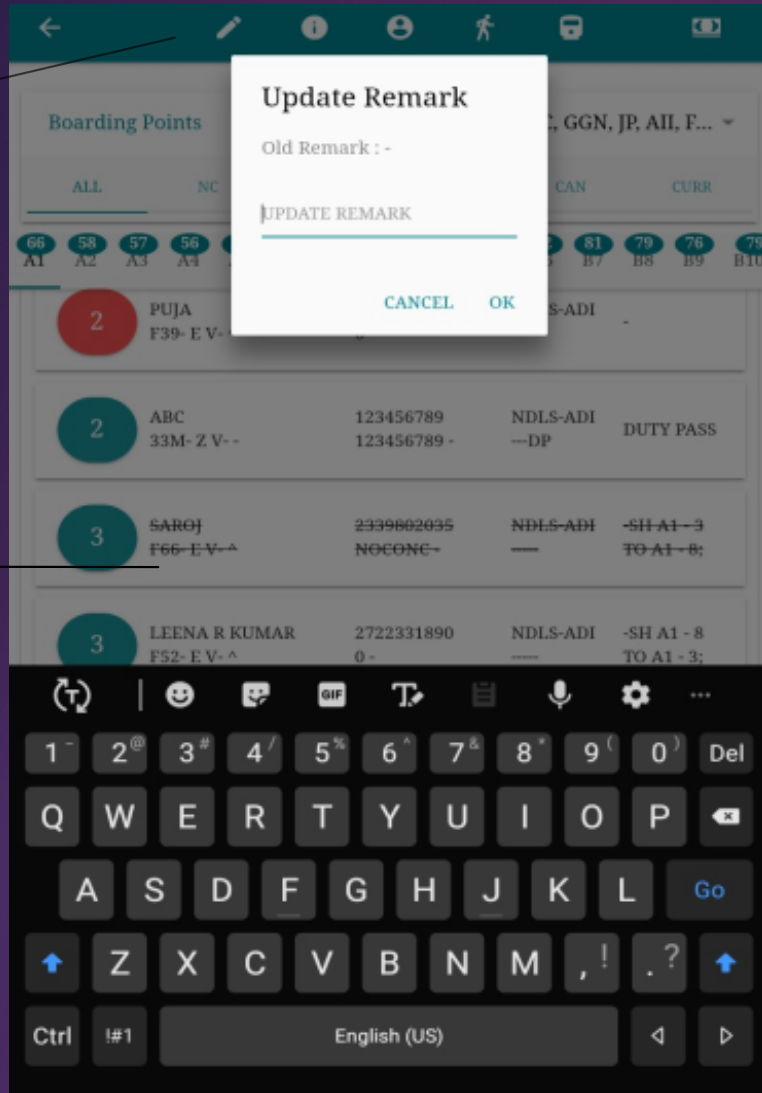 Update Remark
Old Remark : -
UPDATE REMARK
CANCEL OK
Boarding Points
, GGN, JP, AII, F...
ALL NC CAN CURR
66 58 57 56 81 79 76 79
A1 A2 A3 A4 B7 B8 B9 B10
2 PUJA S-ADI -
F39- E V-
2 ABC 123456789 NDLS-ADI DUTY PASS
33M- Z V- - 123456789 - ---DP
3 SAROJ 2339802035 NDLS-ADI -SH A1 - 3
F66- E V- ^ NOCONC - ----- TO A1 - 8;
3 LEENA R KUMAR 2722331890 NDLS-ADI -SH A1 - 8
F52- E V- ^ 0 - ----- TO A1 - 3;
GIF
1 - 2 @ 3 # 4 / 5 % 6 ^ 7 & 8 * 9 ( 0 ) Del
Q W E R T Y U I O P
A S D F G H J K L Go
Z X C V B N M , ! . ?
Ctrl !#1 English (US)